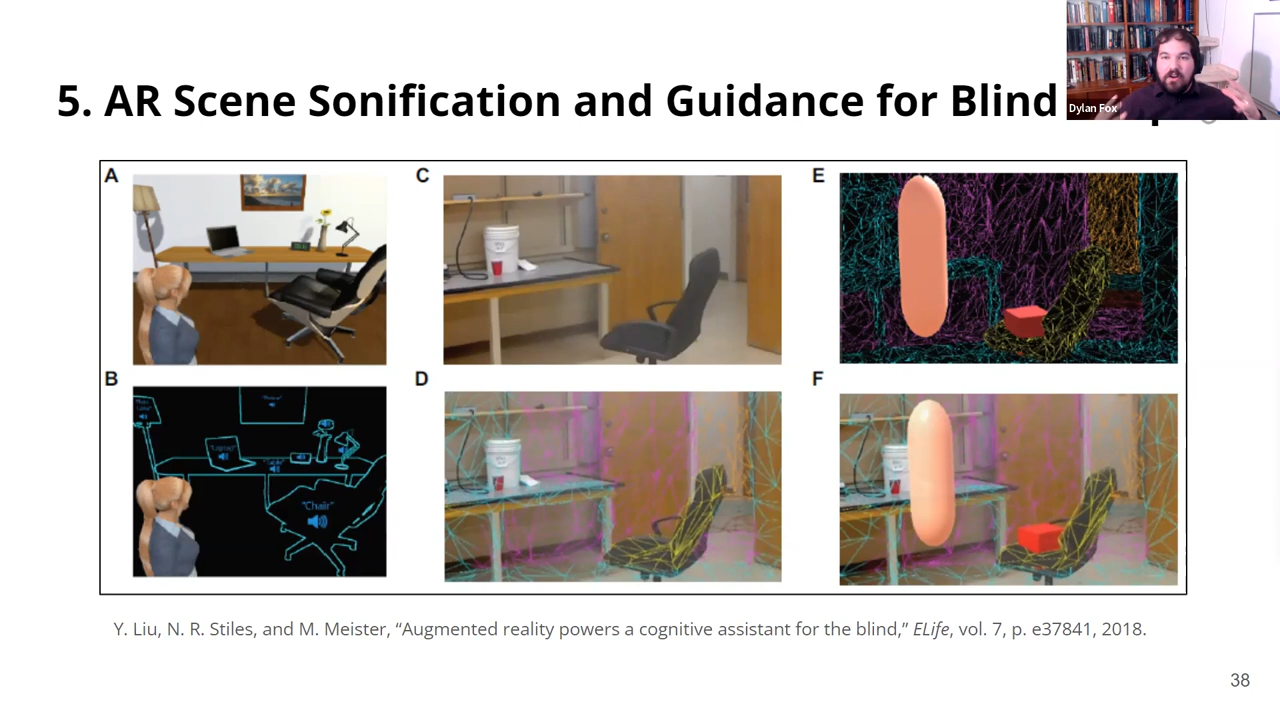 5. AR Scene Sonification and Guidance for Blind
Dylan Fox
A
C
E
"Chair"
B
D
F
Y. Liu, N. R. Stiles, and M. Meister, “Augmented reality powers a cognitive assistant for the blind,” ELife, vol. 7, p. e37841, 2018.
38